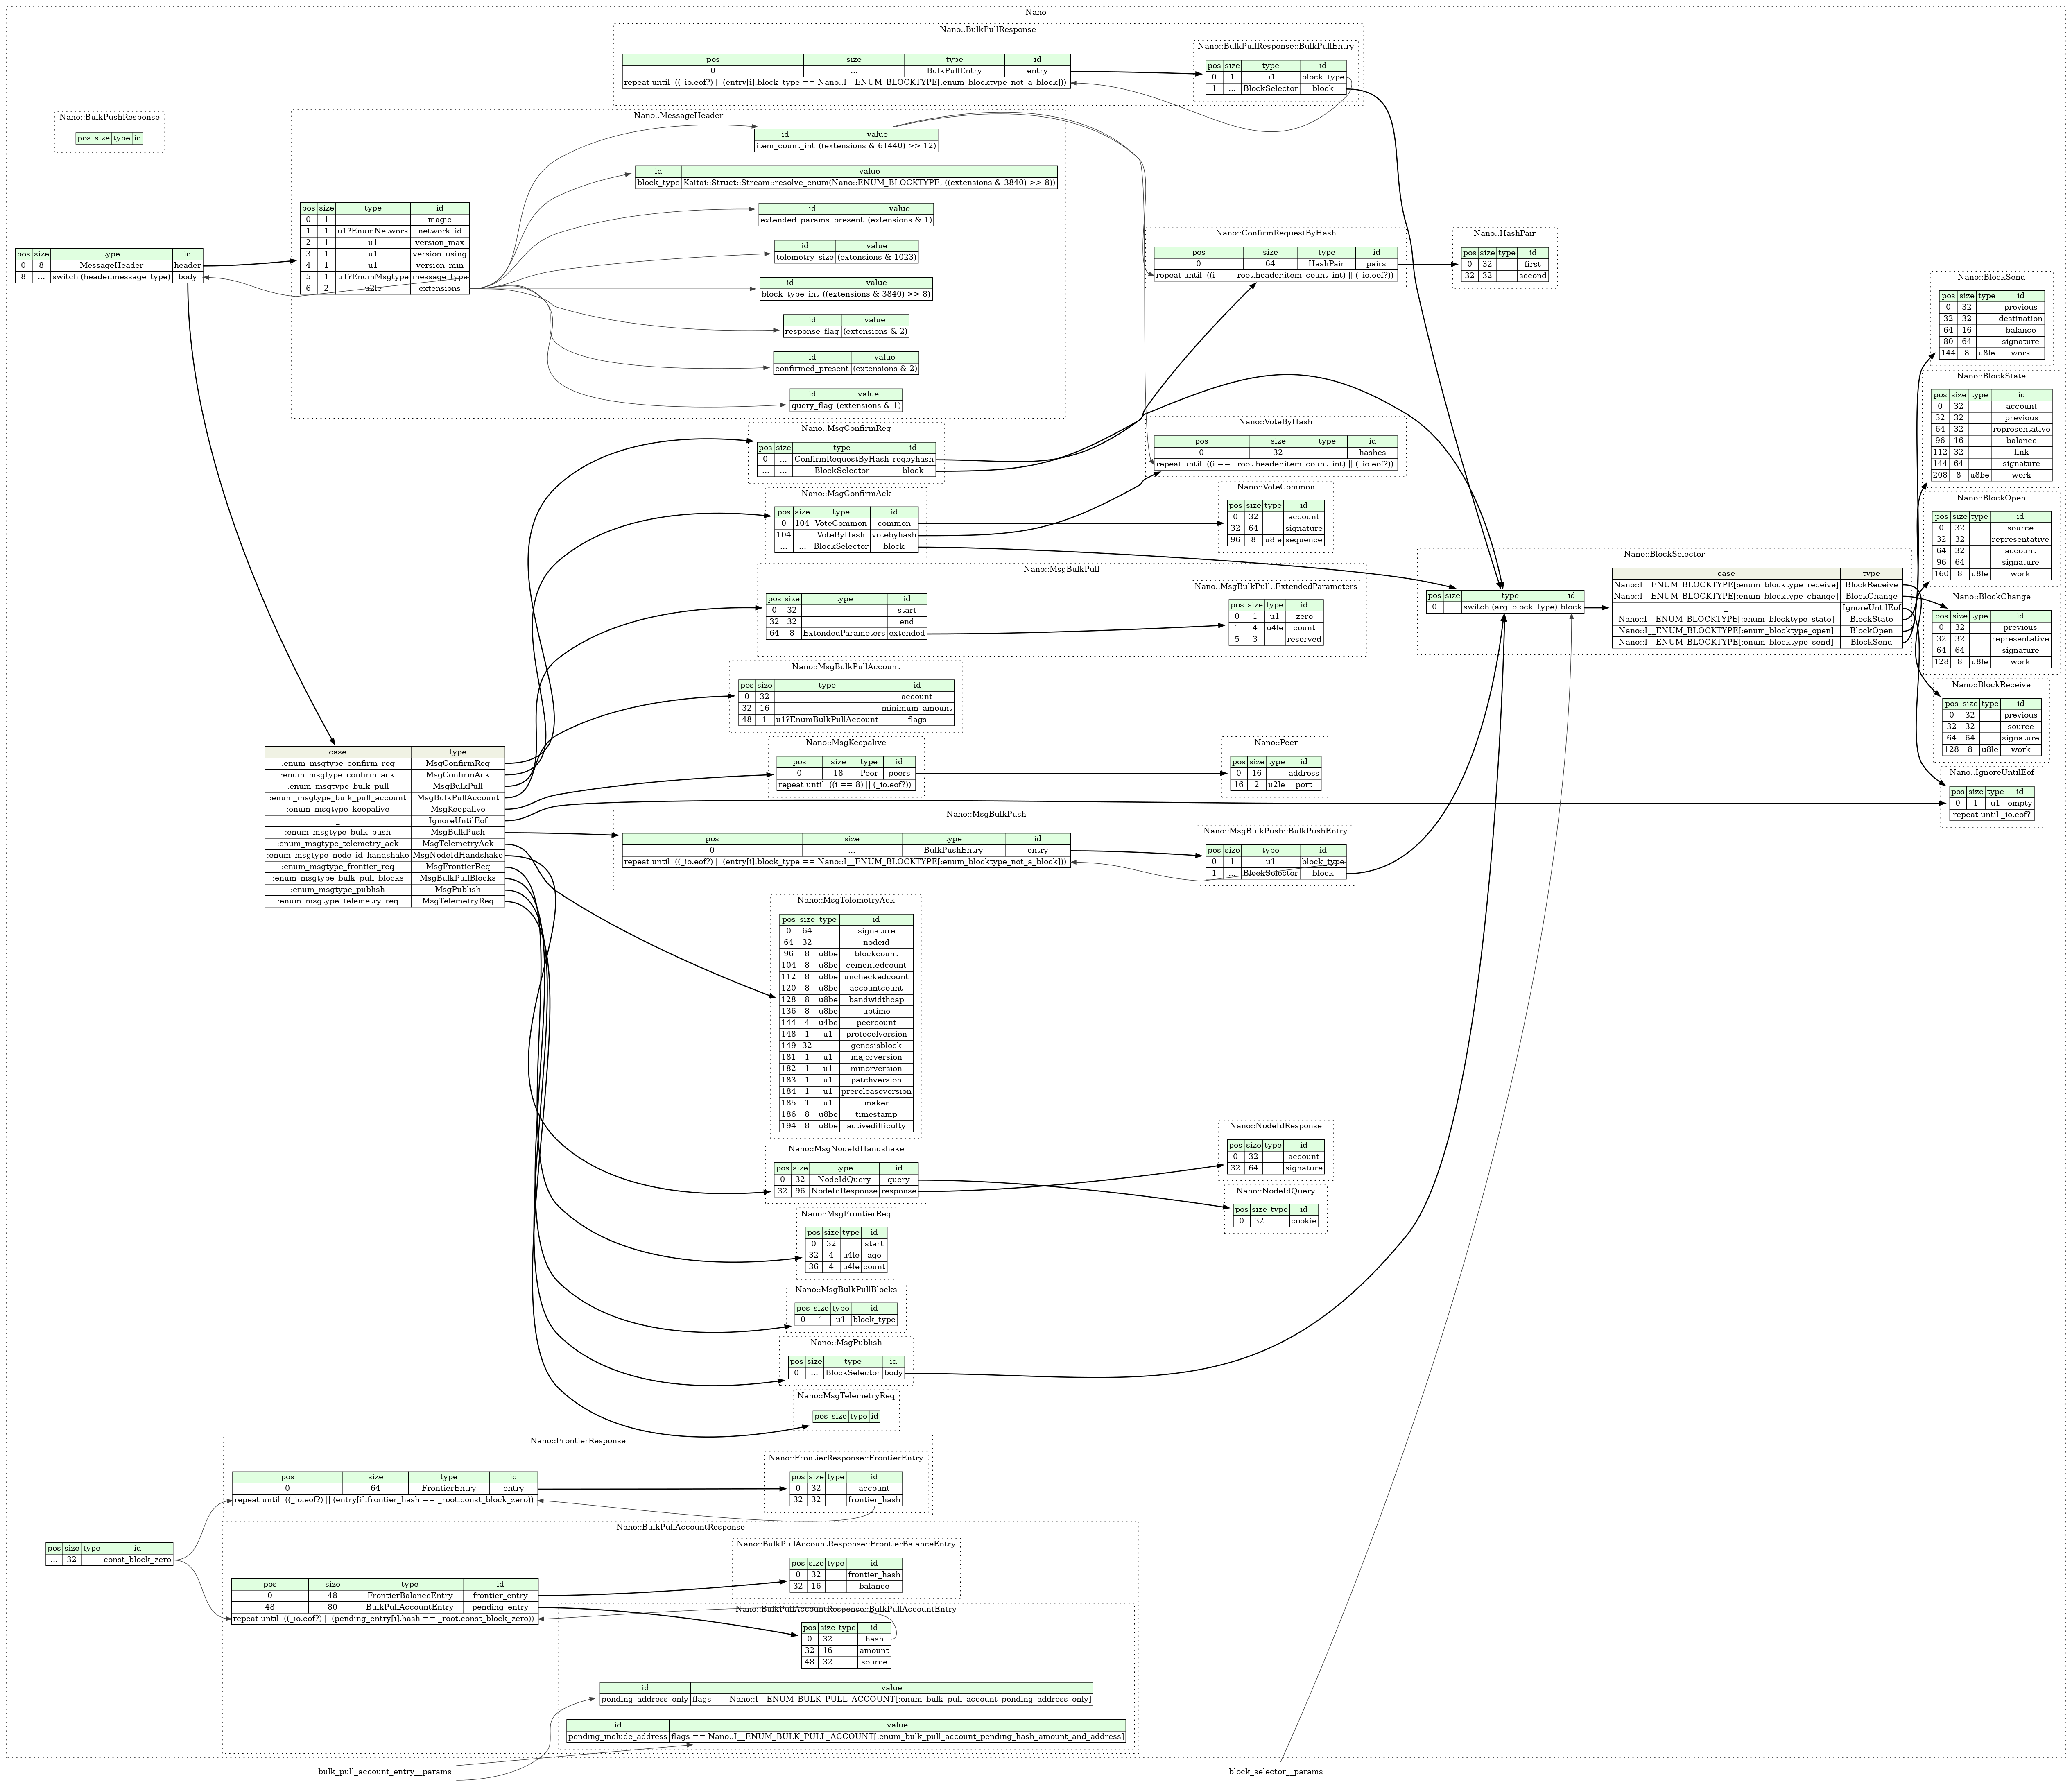 Nano
Nano::BulkPullResponse
pos size type id
0 ... BulkPullEntry entry
repeat until ((_io.eof?) || (entry[i].block_type == Nano::I__ENUM_BLOCKTYPE[:enum_blocktype_not_a_block]))
Nano::BulkPullResponse::BulkPullEntry
pos size type id
0 1 u1 block_type
1 ... BlockSelector block
Nano::BulkPushResponse
pos size type id
Nano::MessageHeader
pos size type id
0 1 magic
1 1 u1?EnumNetwork network_id
2 1 u1 version_max
3 1 u1 version_using
4 1 u1 version_min
5 1 u1?EnumMsgtype message_type
6 2 u2le extensions
id value
item_count_int ((extensions & 61440) >> 12)
id value
block_type Kaitai::Struct::Stream::resolve_enum(Nano::ENUM_BLOCKTYPE, ((extensions & 3840) >> 8))
id value
extended_params_present (extensions & 1)
id value
telemetry_size (extensions & 1023)
id value
block_type_int ((extensions & 3840) >> 8)
id value
response_flag (extensions & 2)
id value
confirmed_present (extensions & 2)
id value
query_flag (extensions & 1)
pos size type id
0 8 MessageHeader header
8 ... switch (header.message_type) body
Nano::ConfirmRequestByHash
pos size type id
0 64 HashPair pairs
repeat until ((i == _root.header.item_count_int) || (_io.eof?))
Nano::HashPair
pos size type id
0 32 first
32 32 second
Nano::BlockSend
pos size type id
0 32 previous
32 32 destination
64 16 balance
80 64 signature
144 8 u8le work
Nano::BlockState
pos size type id
0 32 account
32 32 previous
64 32 representative
96 16 balance
112 32 link
144 64 signature
208 8 u8be work
Nano::MsgConfirmReq
pos size type id
0 ... ConfirmRequestByHash reqbyhash
... ... BlockSelector block
Nano::VoteByHash
pos size type id
0 32 hashes
repeat until ((i == _root.header.item_count_int) || (_io.eof?))
Nano::MsgConfirmAck
pos size type id
0 104 VoteCommon common
104 ... VoteByHash votebyhash
... ... BlockSelector block
Nano::VoteCommon
pos size type id
0 32 account
32 64 signature
96 8 u8le sequence
Nano::BlockOpen
pos size type id
0 32 source
32 32 representative
64 32 account
96 64 signature
160 8 u8le work
Nano::BlockSelector
pos size type id
0 ... switch (arg_block_type) block
case type
Nano::I__ENUM_BLOCKTYPE[:enum_blocktype_receive] BlockReceive
Nano::I__ENUM_BLOCKTYPE[:enum_blocktype_change] BlockChange
_ IgnoreUntilEof
Nano::I__ENUM_BLOCKTYPE[:enum_blocktype_state] BlockState
Nano::I__ENUM_BLOCKTYPE[:enum_blocktype_open] BlockOpen
Nano::I__ENUM_BLOCKTYPE[:enum_blocktype_send] BlockSend
Nano::MsgBulkPull
pos size type id
0 32 start
32 32 end
64 8 ExtendedParameters extended
Nano::MsgBulkPull::ExtendedParameters
pos size type id
0 1 u1 zero
1 4 u4le count
5 3 reserved
Nano::BlockChange
pos size type id
0 32 previous
32 32 representative
64 64 signature
128 8 u8le work
Nano::MsgBulkPullAccount
pos size type id
0 32 account
32 16 minimum_amount
48 1 u1?EnumBulkPullAccount flags
Nano::BlockReceive
pos size type id
0 32 previous
32 32 source
64 64 signature
128 8 u8le work
case type
:enum_msgtype_confirm_req MsgConfirmReq
:enum_msgtype_confirm_ack MsgConfirmAck
:enum_msgtype_bulk_pull MsgBulkPull
:enum_msgtype_bulk_pull_account MsgBulkPullAccount
:enum_msgtype_keepalive MsgKeepalive
_ IgnoreUntilEof
:enum_msgtype_bulk_push MsgBulkPush
:enum_msgtype_telemetry_ack MsgTelemetryAck
:enum_msgtype_node_id_handshake MsgNodeIdHandshake
:enum_msgtype_frontier_req MsgFrontierReq
:enum_msgtype_bulk_pull_blocks MsgBulkPullBlocks
:enum_msgtype_publish MsgPublish
:enum_msgtype_telemetry_req MsgTelemetryReq
Nano::MsgKeepalive
pos size type id
0 18 Peer peers
repeat until ((i == 8) || (_io.eof?))
Nano::Peer
pos size type id
0 16 address
16 2 u2le port
Nano::IgnoreUntilEof
pos size type id
0 1 u1 empty
repeat until _io.eof?
Nano::MsgBulkPush
pos size type id
0 ... BulkPushEntry entry
repeat until ((_io.eof?) || (entry[i].block_type == Nano::I__ENUM_BLOCKTYPE[:enum_blocktype_not_a_block]))
Nano::MsgBulkPush::BulkPushEntry
pos size type id
0 1 u1 block_type
1 ... BlockSelector block
Nano::MsgTelemetryAck
pos size type id
0 64 signature
64 32 nodeid
96 8 u8be blockcount
104 8 u8be cementedcount
112 8 u8be uncheckedcount
120 8 u8be accountcount
128 8 u8be bandwidthcap
136 8 u8be uptime
144 4 u4be peercount
148 1 u1 protocolversion
149 32 genesisblock
181 1 u1 majorversion
182 1 u1 minorversion
183 1 u1 patchversion
184 1 u1 prereleaseversion
185 1 u1 maker
186 8 u8be timestamp
194 8 u8be activedifficulty
Nano::MsgNodeIdHandshake
pos size type id
0 32 NodeIdQuery query
32 96 NodeIdResponse response
Nano::NodeIdResponse
pos size type id
0 32 account
32 64 signature
Nano::NodeIdQuery
pos size type id
0 32 cookie
Nano::MsgFrontierReq
pos size type id
0 32 start
32 4 u4le age
36 4 u4le count
Nano::MsgBulkPullBlocks
pos size type id
0 1 u1 block_type
Nano::MsgPublish
pos size type id
0 ... BlockSelector body
Nano::MsgTelemetryReq
pos size type id
Nano::FrontierResponse
pos size type id
0 64 FrontierEntry entry
repeat until ((_io.eof?) || (entry[i].frontier_hash == _root.const_block_zero))
Nano::FrontierResponse::FrontierEntry
pos size type id
0 32 account
32 32 frontier_hash
pos size type id
... 32 const_block_zero
Nano::BulkPullAccountResponse
pos size type id
0 48 FrontierBalanceEntry frontier_entry
48 80 BulkPullAccountEntry pending_entry
repeat until ((_io.eof?) || (pending_entry[i].hash == _root.const_block_zero))
Nano::BulkPullAccountResponse::FrontierBalanceEntry
pos size type id
0 32 frontier_hash
32 16 balance
Nano::BulkPullAccountResponse::BulkPullAccountEntry
pos size type id
0 32 hash
32 16 amount
48 32 source
id value
pending_address_only flags == Nano::I__ENUM_BULK_PULL_ACCOUNT[:enum_bulk_pull_account_pending_address_only]
id value
pending_include_address flags == Nano::I__ENUM_BULK_PULL_ACCOUNT[:enum_bulk_pull_account_pending_hash_amount_and_address]
bulk_pull_account_entry__params
block_selector__params